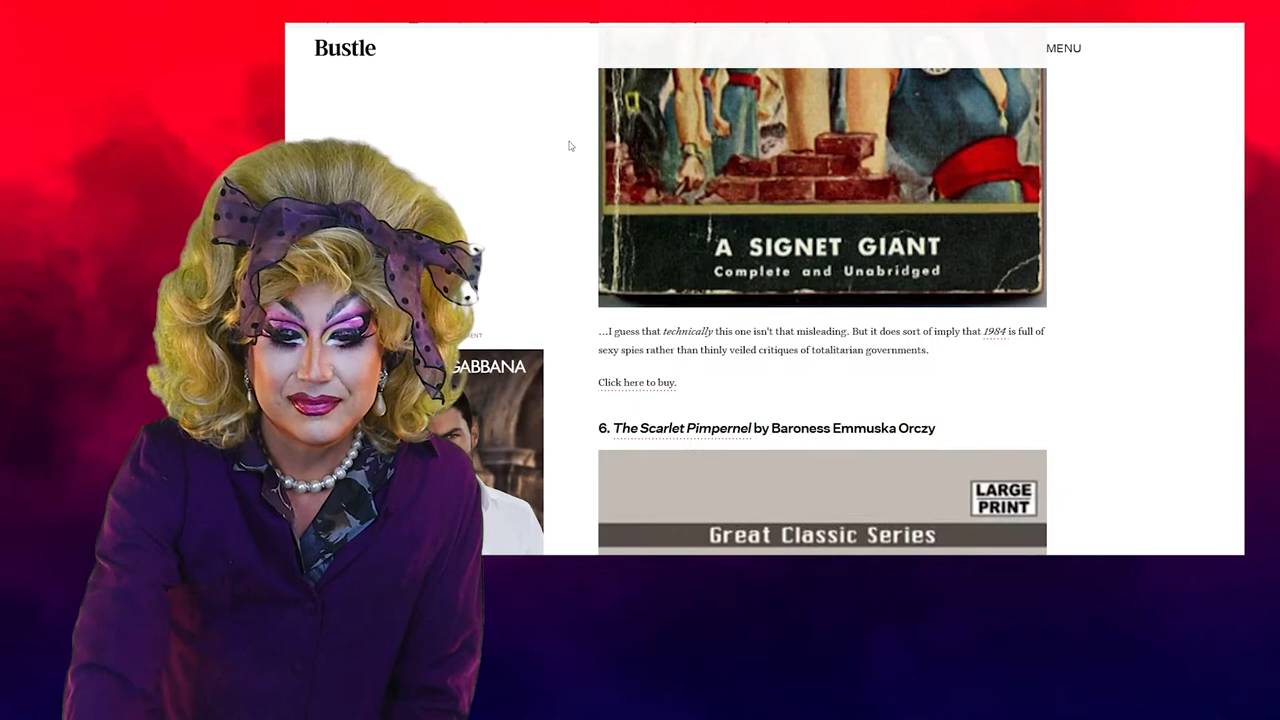 Bustle
MENU
A SIGNET GIANT
Complete and Unabridged
...I guess that technically this one isn't that misleading. But it does sort of imply that 1984 is full of
sexy spies rather than thinly veiled critiques of totalitarian governments.
Click here to buy.
GABBANA
6. The Scarlet Pimpernel by Baroness Emmuska Orczy
LARGE
PRINT
Great Classic Series